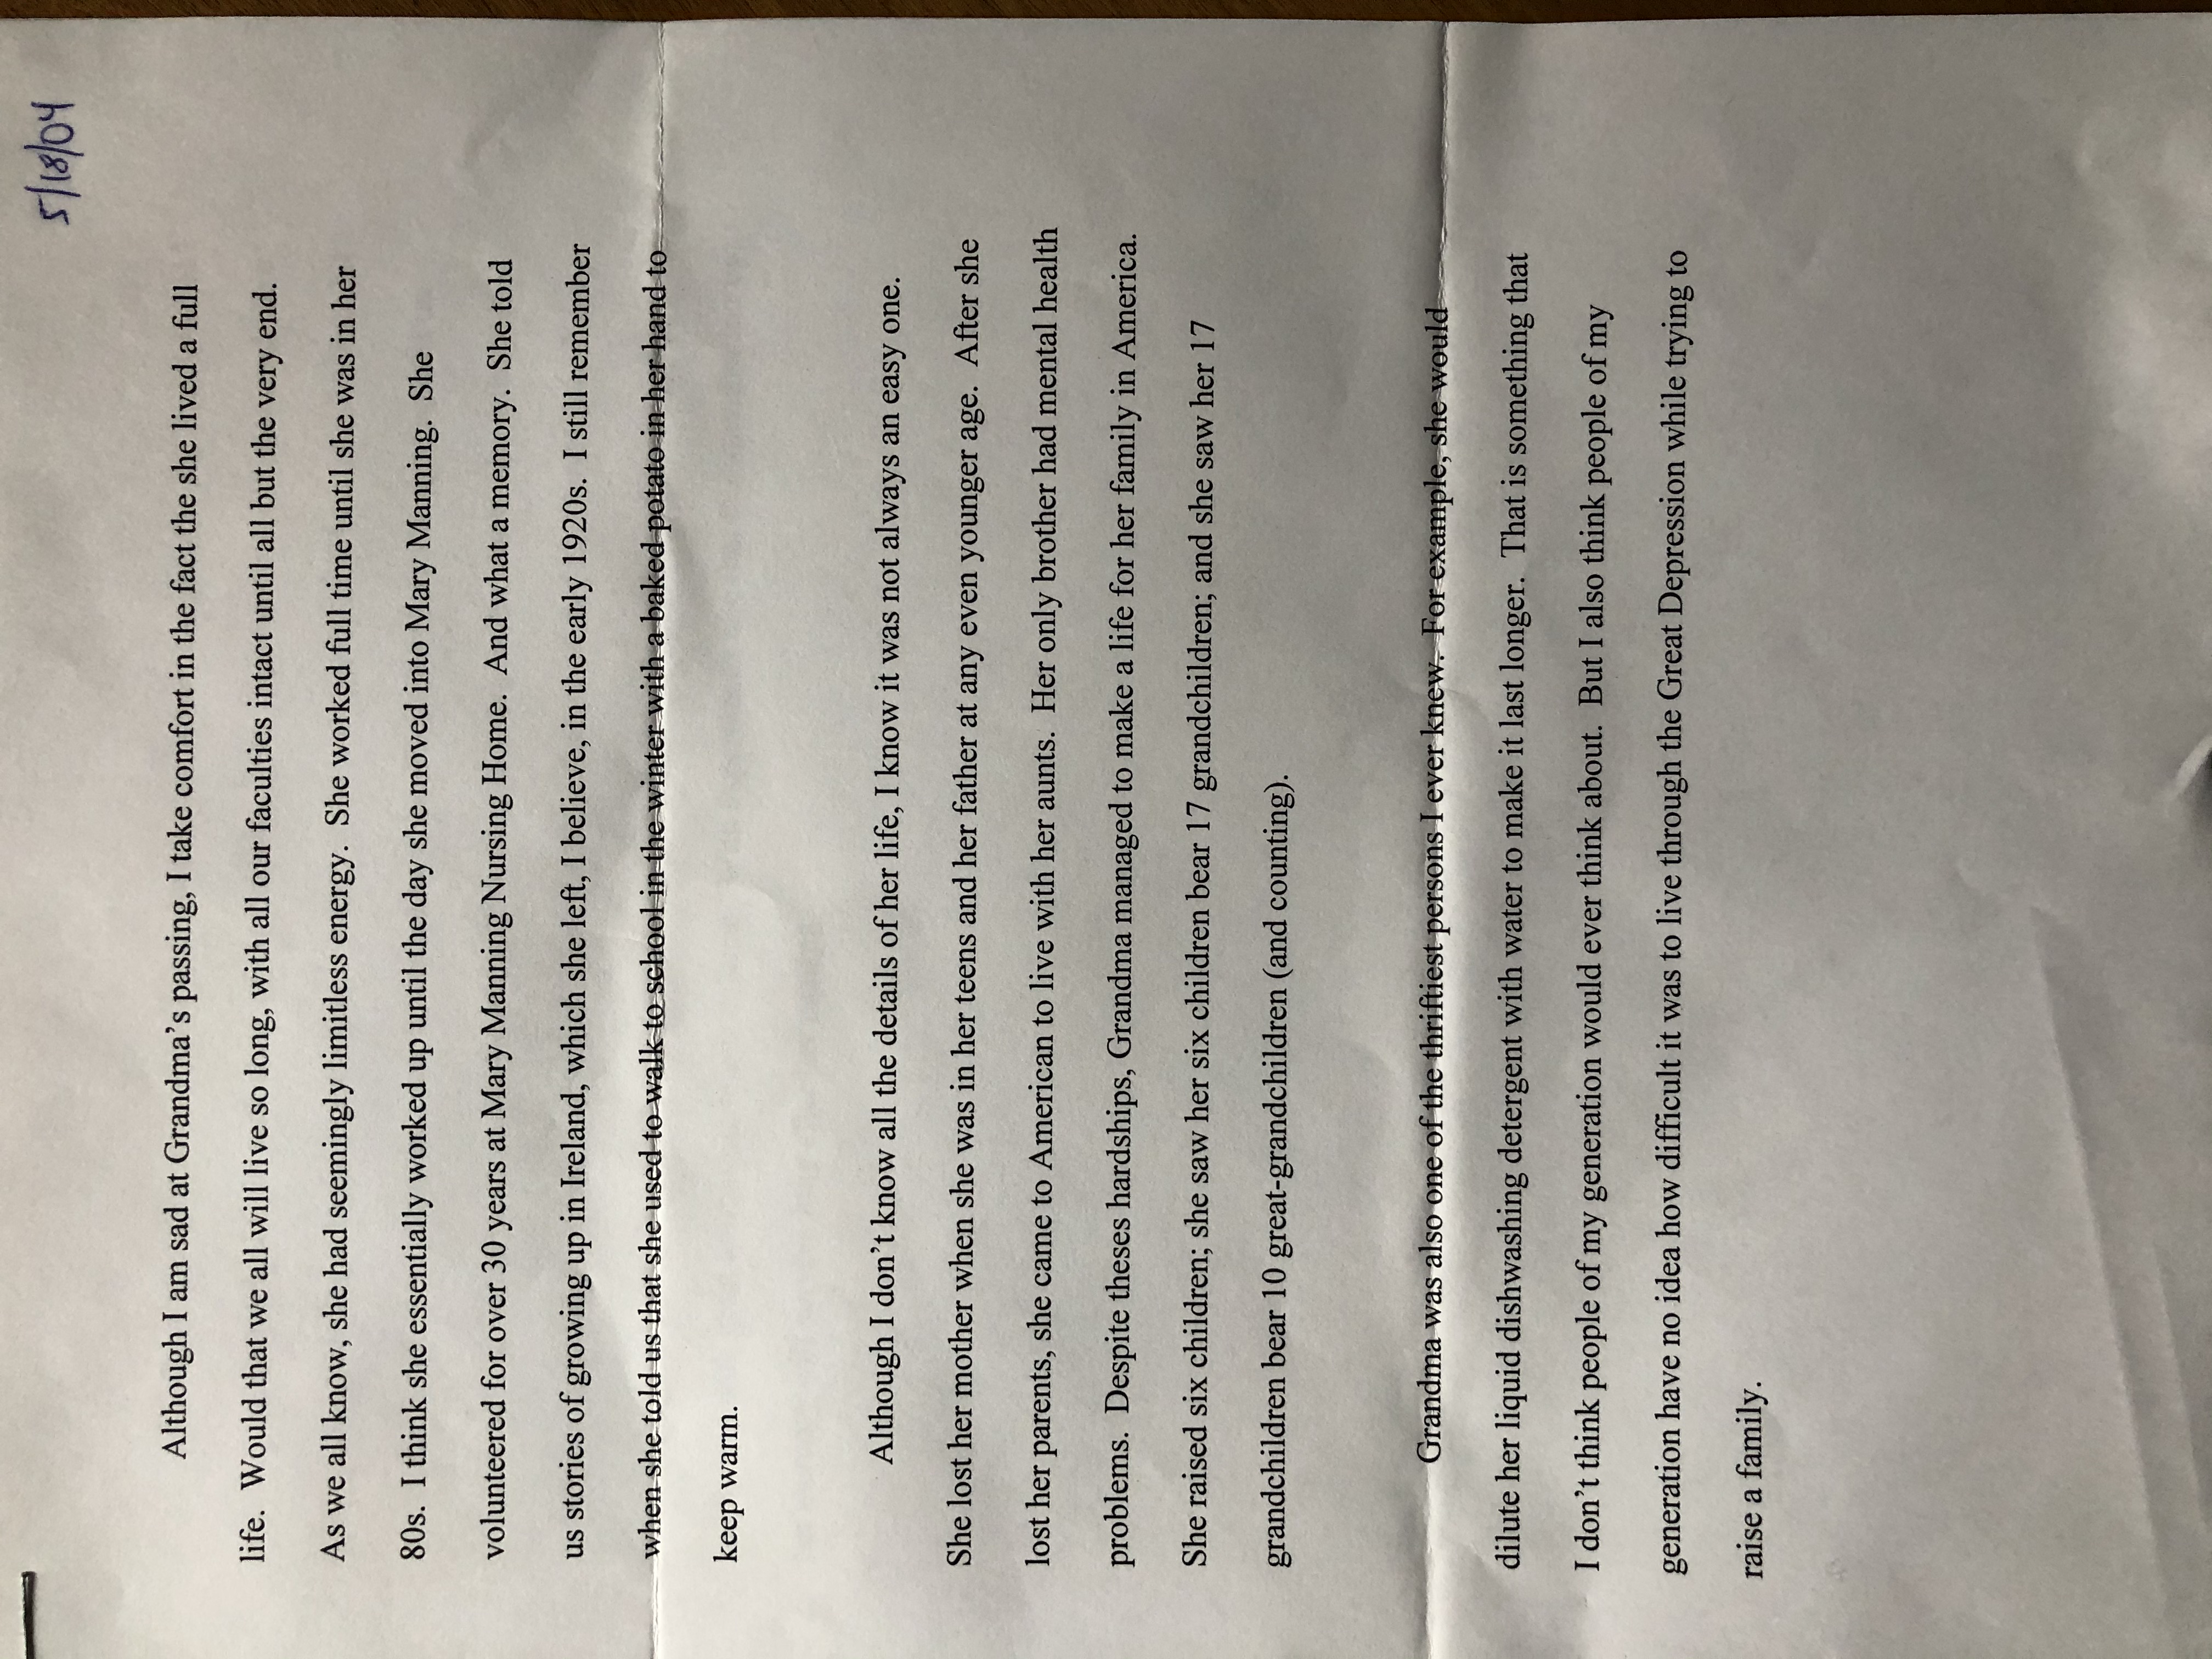 5/18/04
Although I am sad at Grandma’s passing, I take comfort in the fact the she lived a full
life.  Would that we all will live so long, with all our faculties intact until all but the very end.
As we all know, she had seemingly limitless energy.  She worked full time until she was in her
80s.  I think she essentially worked up until the day she moved into Mary Manning.  She
volunteered for over 30 years at Mary Manning Nursing Home.  And what a memory.  She told
us stories of growing up in Ireland, which she left, I believe, in the early 1920s.  I still remember
when she told us that she used to walk to school in the winter with a baked potato in her hand to
keep warm.
Although I don’t know all the details of her life, I know it was not always an easy one.
She lost her mother when she was in her teens and her father at any even younger age.  After she
lost her parents, she came to American to live with her aunts.  Her only brother had mental health
problems.  Despite theses hardships, Grandma managed to make a life for her family in America.
She raised six children; she saw her six children bear 17 grandchildren; and she saw her 17
grandchildren bear 10 great-grandchildren (and counting).
Grandma was also one of the thriftiest persons I ever knew.  For example, she would
dilute her liquid dishwashing detergent with water to make it last longer.  That is something that
I don’t think people of my generation would ever think about.  But I also think people of my
generation have no idea how difficult it was to live through the Great Depression while trying to
raise a family.